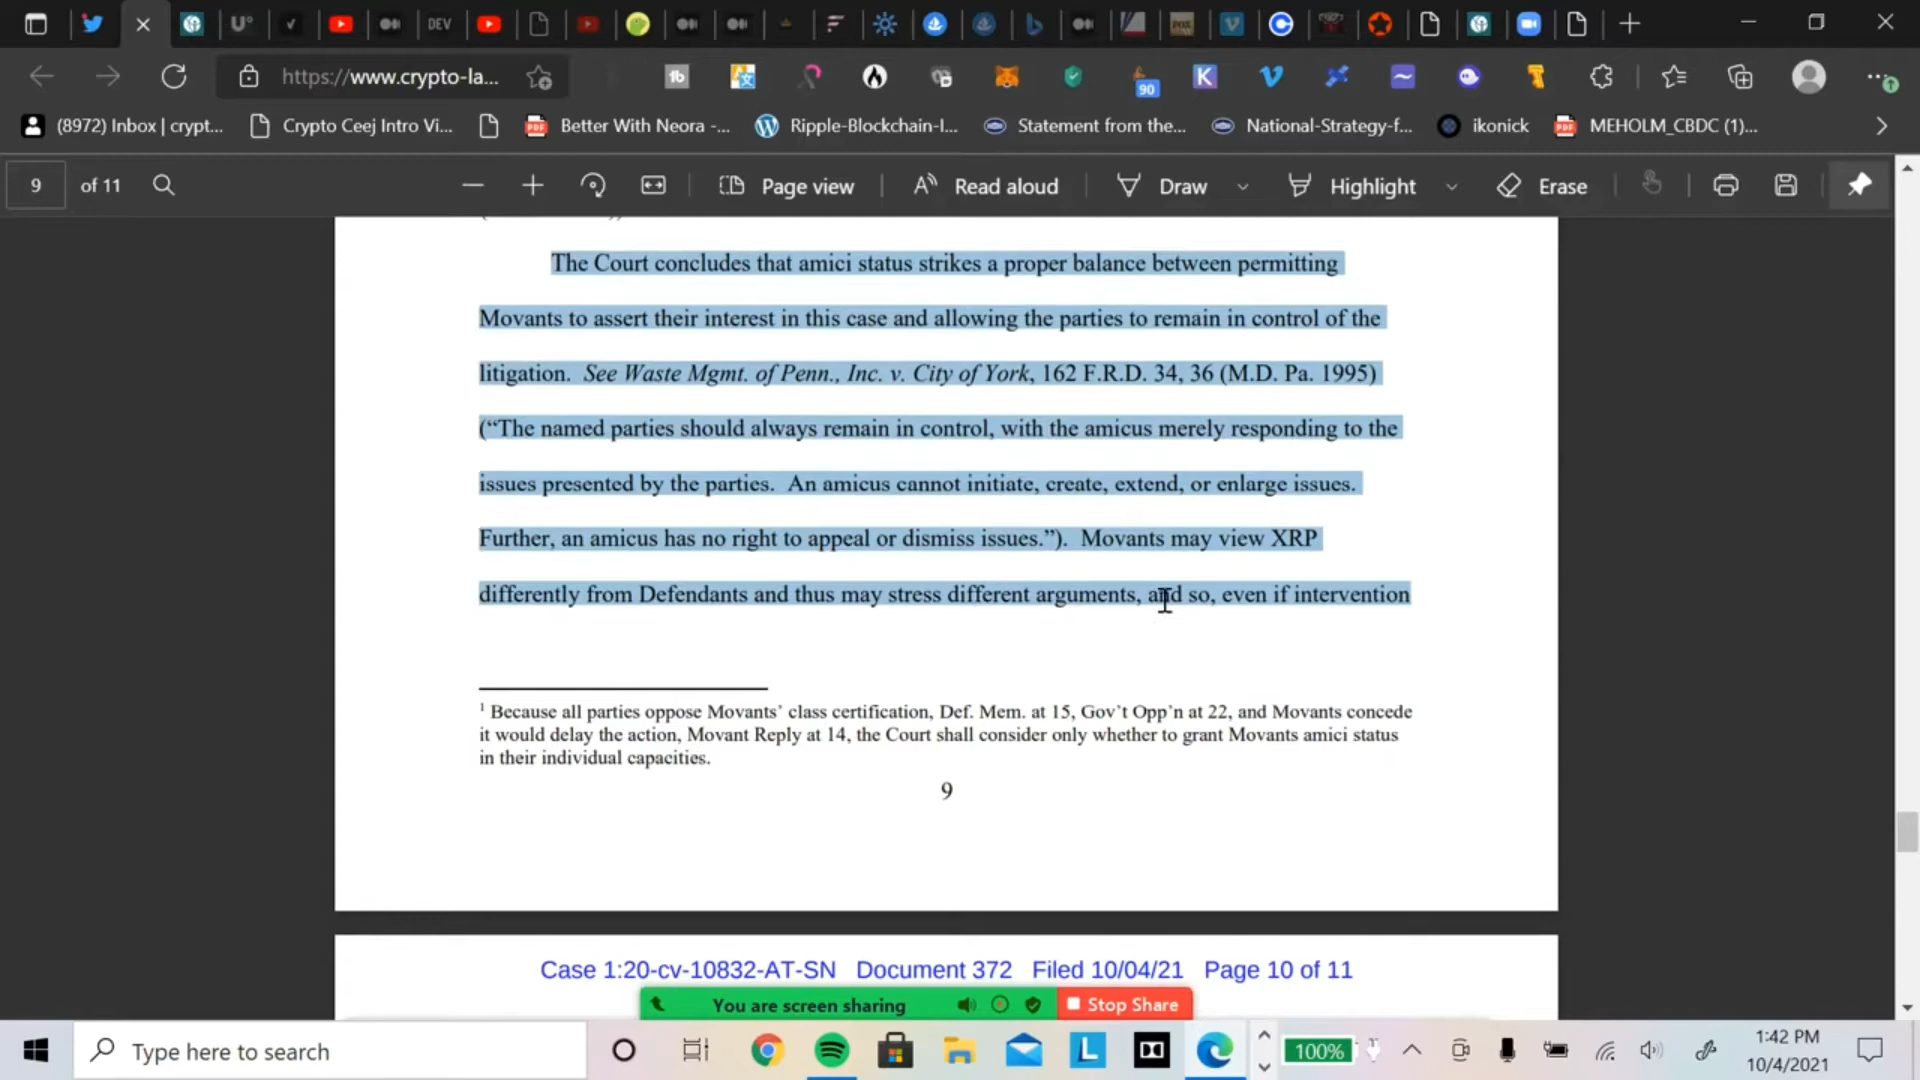 U°
DEV
https://www.crypto-la...
90
(8972) Inbox | crypt...
Crypto Ceej Intro Vi...
PDF
Better With Neora -...
Ripple-Blockchain-I...
Statement from the...
National-Strategy-f...
ikonick
PDF
MEHOLM_CBDC (1)...
9 of 11
Page view
Read aloud
Draw
Highlight
Erase
The Court concludes that amici status strikes a proper balance between permitting
Movants to assert their interest in this case and allowing the parties to remain in control of the
litigation. See Waste Mgmt. of Penn., Inc. v. City of York, 162 F.R.D. 34, 36 (M.D. Pa. 1995)
(“The named parties should always remain in control, with the amicus merely responding to the
issues presented by the parties. An amicus cannot initiate, create, extend, or enlarge issues.
Further, an amicus has no right to appeal or dismiss issues.”). Movants may view XRP
differently from Defendants and thus may stress different arguments, and so, even if intervention
1 Because all parties oppose Movants’ class certification, Def. Mem. at 15, Gov’t Opp’n at 22, and Movants concede
it would delay the action, Movant Reply at 14, the Court shall consider only whether to grant Movants amici status
in their individual capacities.
9
Case 1:20-cv-10832-AT-SN Document 372 Filed 10/04/21 Page 10 of 11
You are screen sharing
Stop Share
Type here to search
100%
1:42 PM
10/4/2021